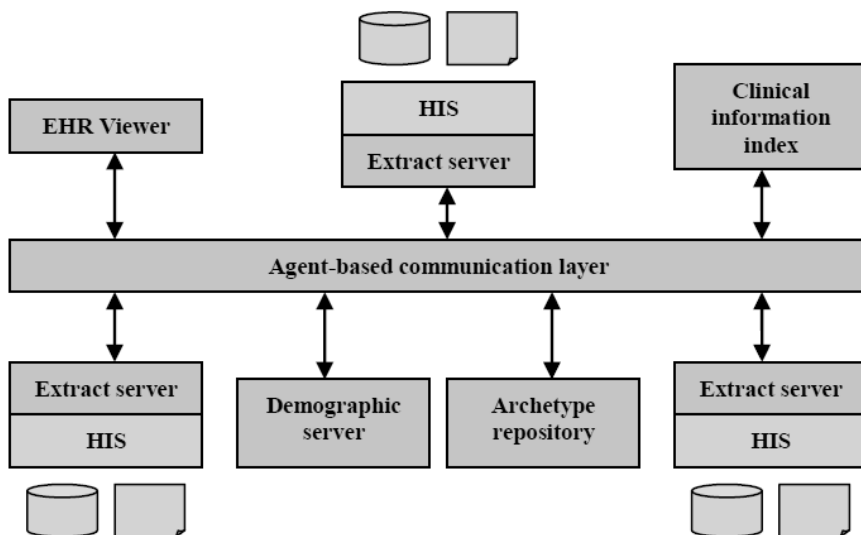 EHR Viewer
HIS
Extract server
Clinical
information
index
Agent-based communication layer
Extract server
HIS
Demographic
server
Archetype
repository
Extract server
HIS